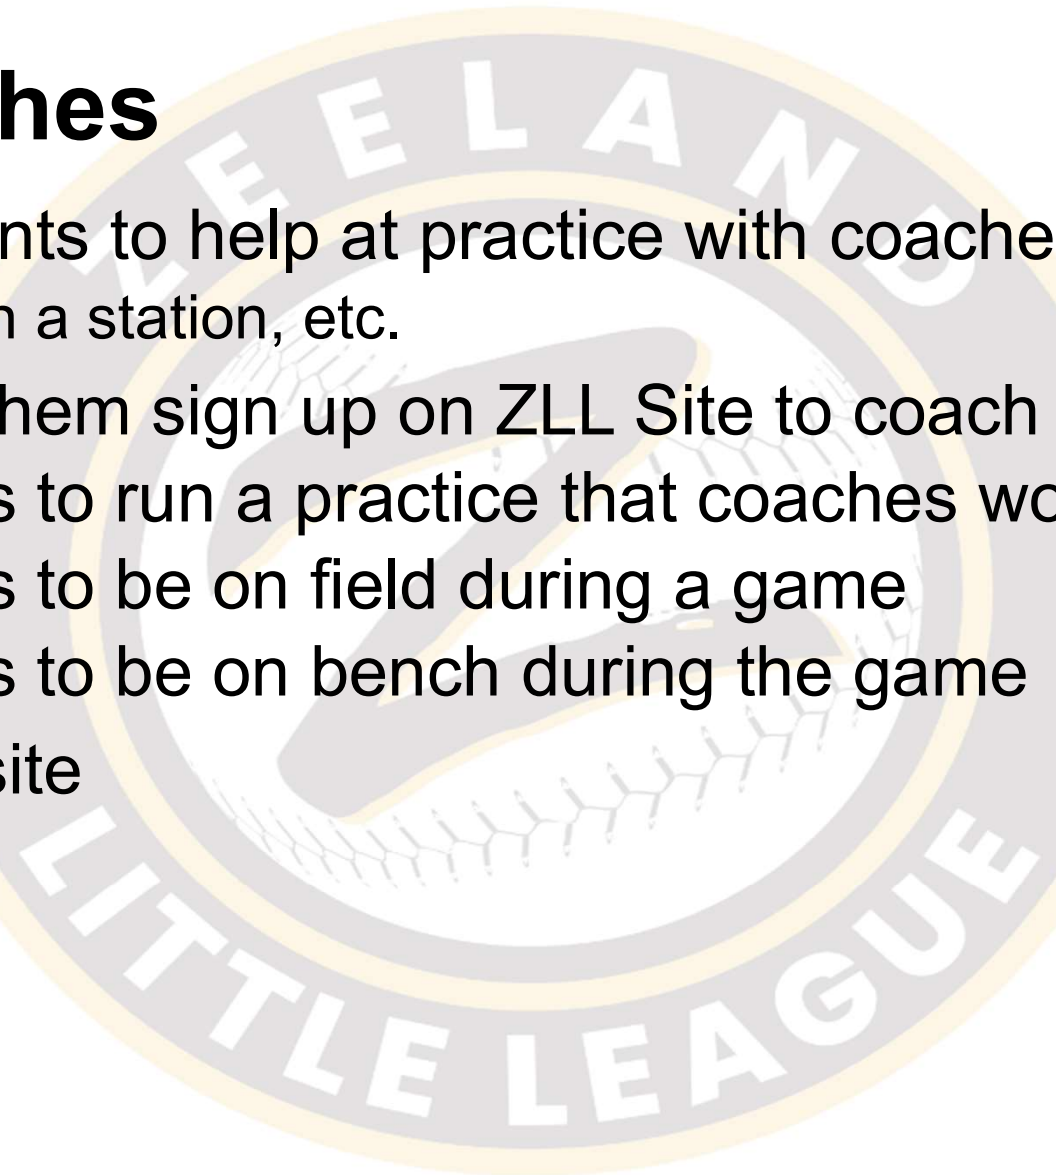 hes
nts to help at practice with coache
n a station, etc.
hem sign up on ZLL Site to coach
s to run a practice that coaches wo
s to be on field during a game
s to be on bench during the game
site
ZEELAND
LITTLE LEAGUE